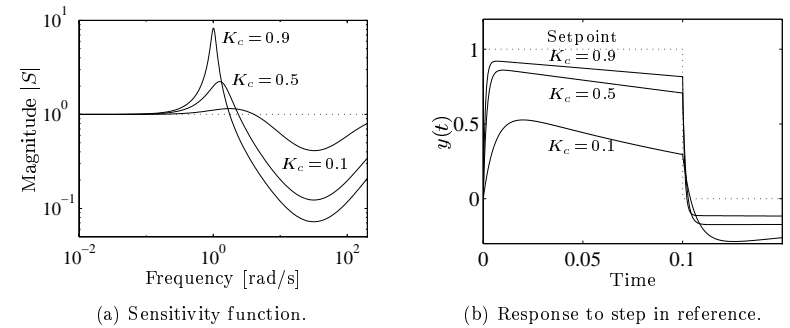 10^1
10^0
10^-1
Magnitude |S|
K_c = 0.9
K_c = 0.5
K_c = 0.1
10^-2
10^0
10^2
Frequency [rad/s]
(a) Sensitivity function.
1
0.5
0
y(t)
Setpoint
K_c = 0.9
K_c = 0.5
K_c = 0.1
0
0.05
0.1
Time
(b) Response to step in reference.